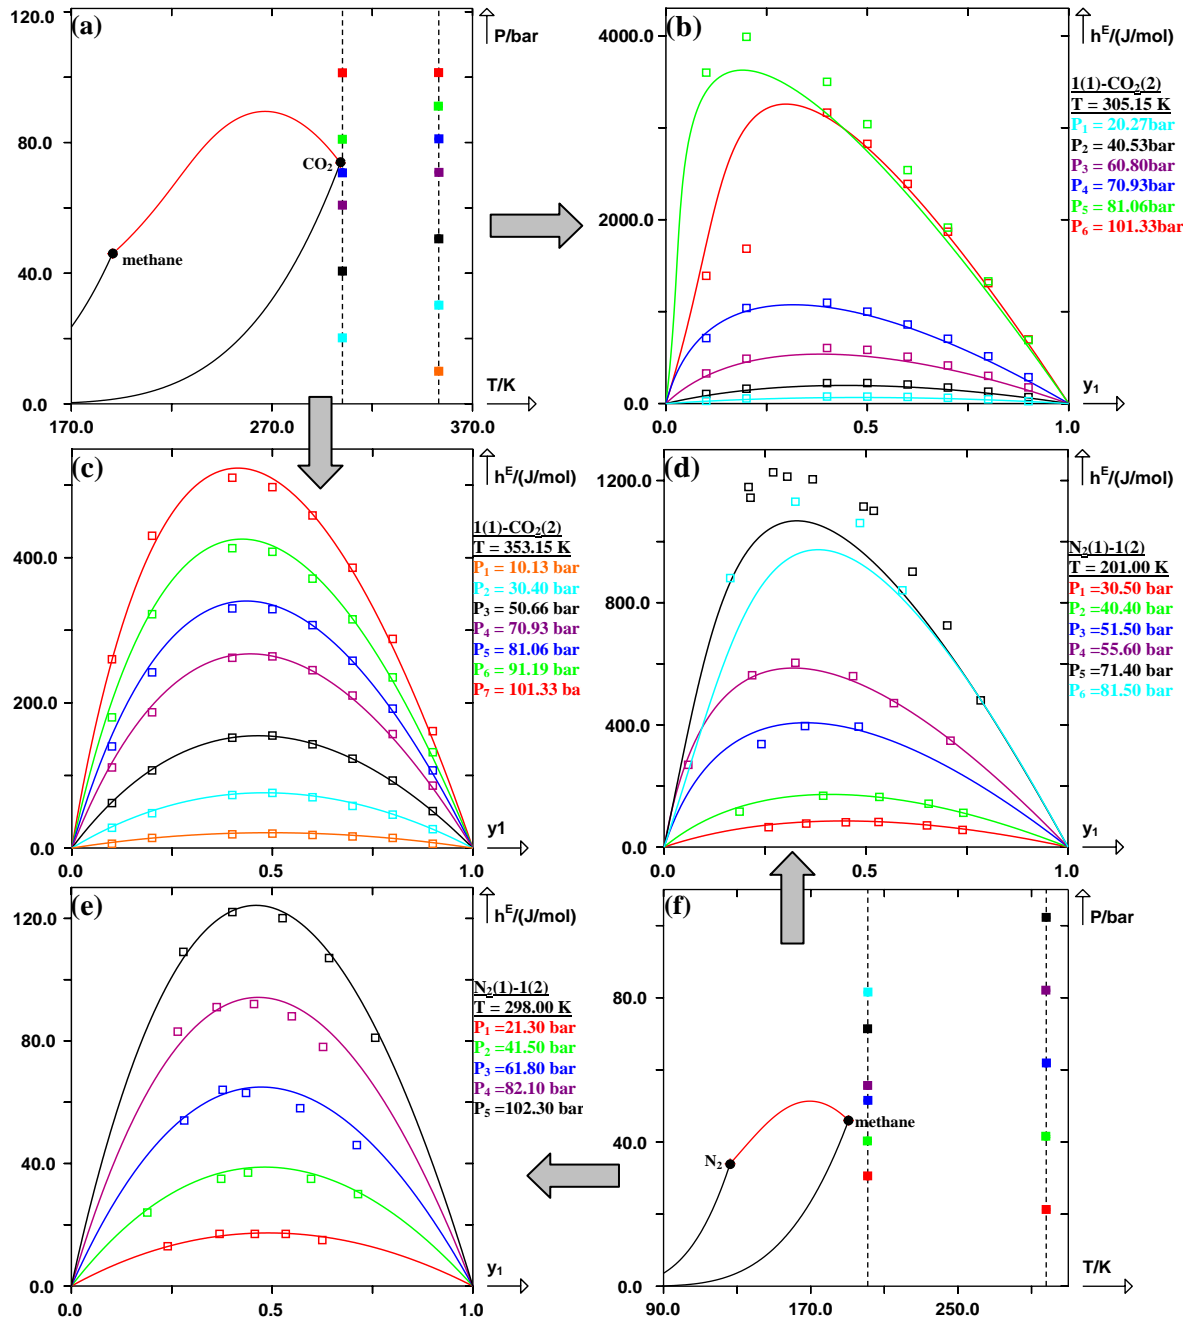 (a)
120.0
P/bar
80.0
CO2
methane
40.0
T/K
0.0
170.0
270.0
370.0
(b)
4000.0
hE/(J/mol)
1(1)-CO2(2)
T = 305.15 K
P1 = 20.27bar
P2 = 40.53bar
P3 = 60.80bar
P4 = 70.93bar
P5 = 81.06bar
P6 = 101.33bar
2000.0
y1
0.0
0.0
0.5
1.0
(c)
hE/(J/mol)
1(1)-CO2(2)
T = 353.15 K
P1 = 10.13 bar
P2 = 30.40 bar
P3 = 50.66 bar
P4 = 70.93 bar
P5 = 81.06 bar
P6 = 91.19 bar
P7 = 101.33 ba
400.0
200.0
y1
0.0
0.0
0.5
1.0
(d)
1200.0
hE/(J/mol)
N2(1)-1(2)
T = 201.00 K
P1 =30.50 bar
P2 =40.40 bar
P3 =51.50 bar
P4 =55.60 bar
P5 =71.40 bar
P6 =81.50 bar
800.0
400.0
y1
0.0
0.0
0.5
1.0
(e)
120.0
hE/(J/mol)
N2(1)-1(2)
T = 298.00 K
P1 =21.30 bar
P2 =41.50 bar
P3 =61.80 bar
P4 =82.10 bar
P5 =102.30 bar
80.0
40.0
y1
0.0
0.0
0.5
1.0
(f)
P/bar
80.0
methane
N2
40.0
T/K
0.0
90.0
170.0
250.0